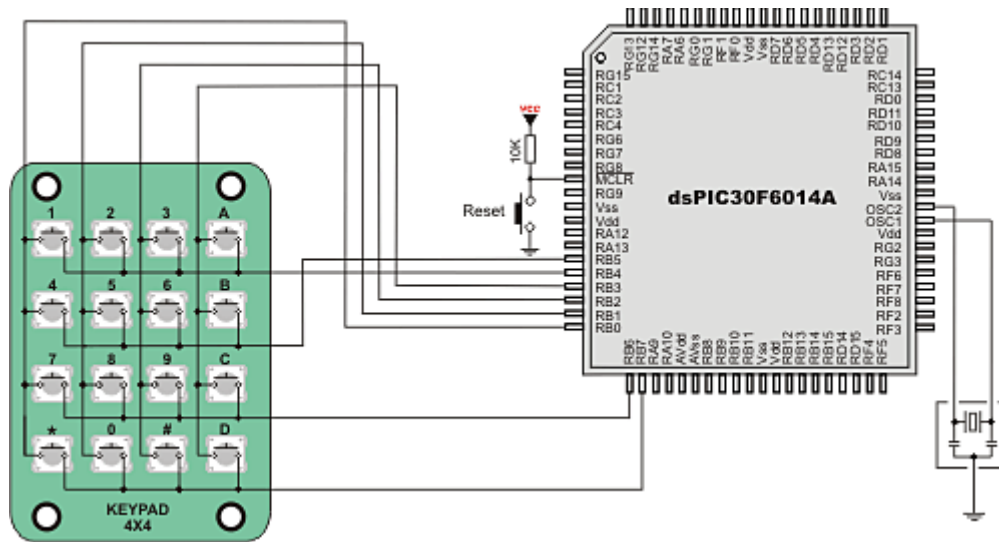 RG13
RG12
RG14
RA7
RA6
RG0
RG1
RF1
RF0
Vdd
Vss
RD7
RD6
RD5
RD4
RD13
RD12
RD3
RD2
RD1
RG15
RC1
RC2
RC3
RC4
RG6
RG7
RG8
MCLR
RG9
Vss
Vdd
RA12
RA13
RB5
RB4
RB3
RB2
RB1
RB0
dsPIC30F6014A
RC14
RC13
RD0
RD11
RD10
RD9
RD8
RA15
RA14
Vss
OSC2
OSC1
Vdd
RG2
RG3
RF6
RF7
RF8
RF2
RF3
RB6
RB7
RA9
RA10
AVdd
AVss
RB8
RB9
RB10
RB11
Vss
Vdd
RB12
RB13
RB14
RB15
RD14
RD15
RF4
RF5
vcc
10K
Reset
1 2 3 A
4 5 6 B
7 8 9 C
* 0 # D
KEYPAD
4X4